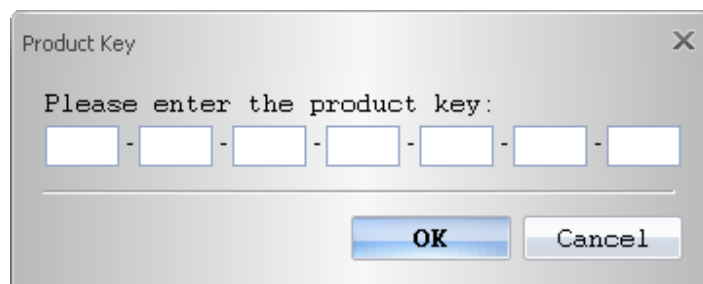 Product Key
Please enter the product key:
- - - - - -
OK Cancel